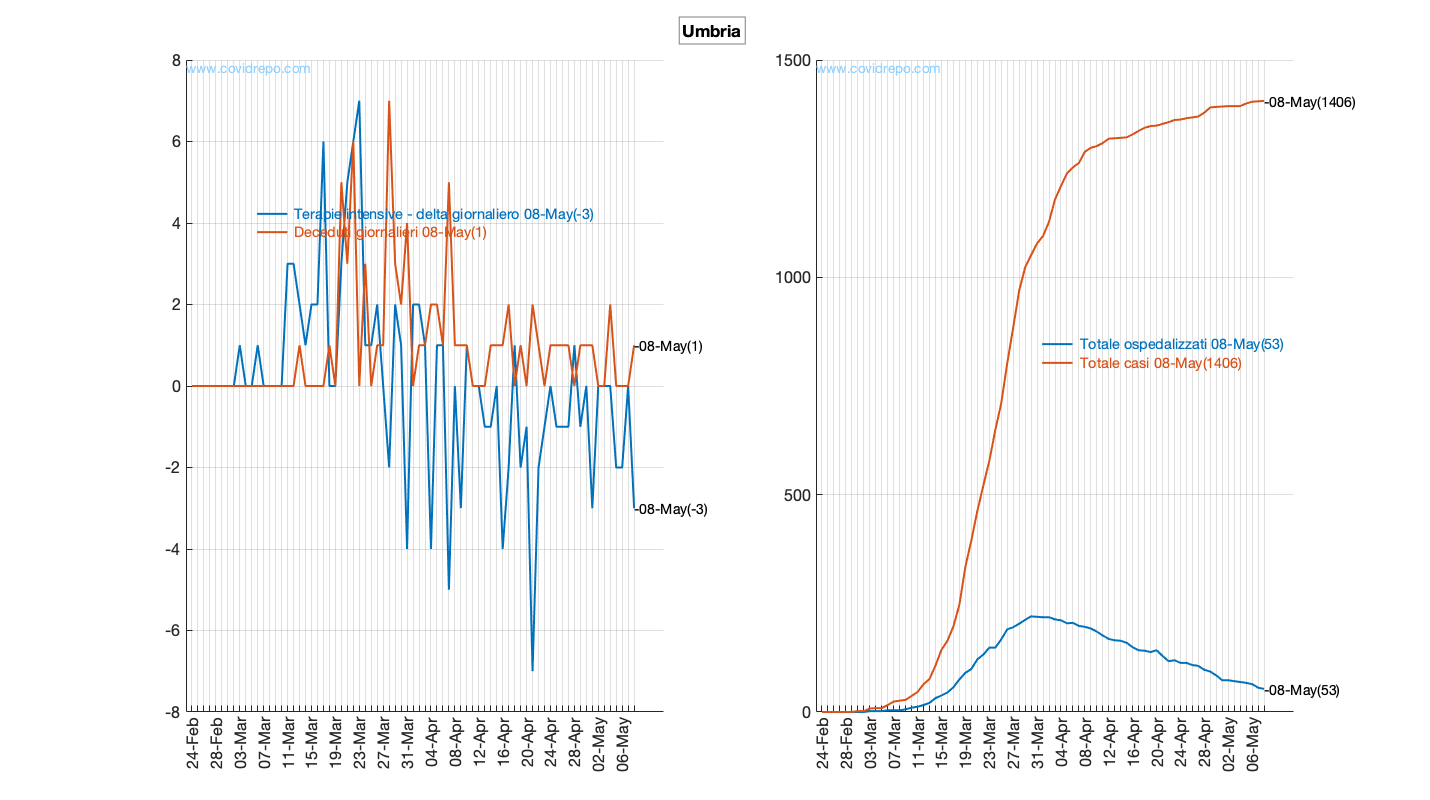 Umbria
8
6
4
2
0
-2
-4
-6
-8
www.covidrepo.com
Terapie intensive - delta giornaliero 08-May(-3)
Deceduti giornalieri 08-May(1)
-08-May(1)
-08-May(-3)
24-Feb
28-Feb
03-Mar
07-Mar
11-Mar
15-Mar
19-Mar
23-Mar
27-Mar
31-Mar
04-Apr
08-Apr
12-Apr
16-Apr
20-Apr
24-Apr
28-Apr
02-May
06-May
1500
1000
500
0
www.covidrepo.com
-08-May(1406)
Totale ospedalizzati 08-May(53)
Totale casi 08-May(1406)
-08-May(53)
24-Feb
28-Feb
03-Mar
07-Mar
11-Mar
15-Mar
19-Mar
23-Mar
27-Mar
31-Mar
04-Apr
08-Apr
12-Apr
16-Apr
20-Apr
24-Apr
28-Apr
02-May
06-May